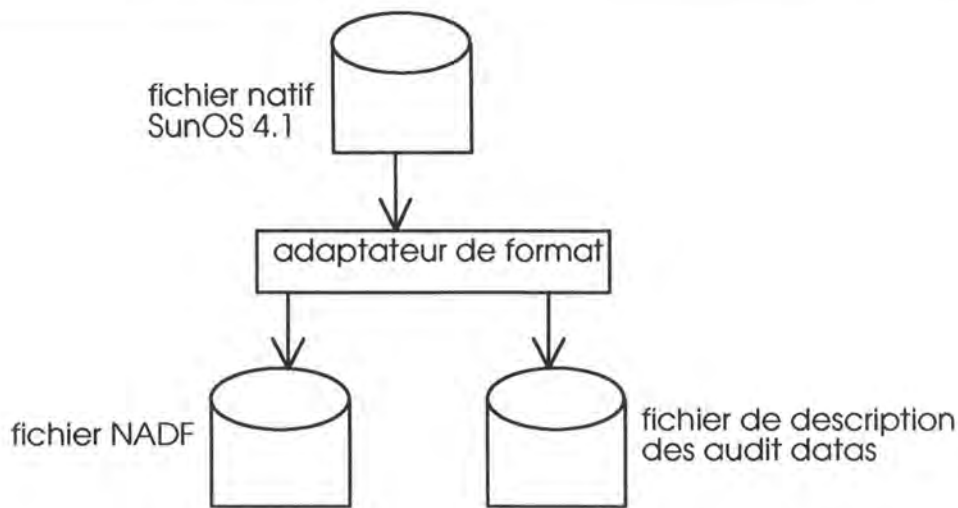 fichier natif
SunOS 4.1
adaptateur de format
fichier NADF
fichier de description
des audit datas